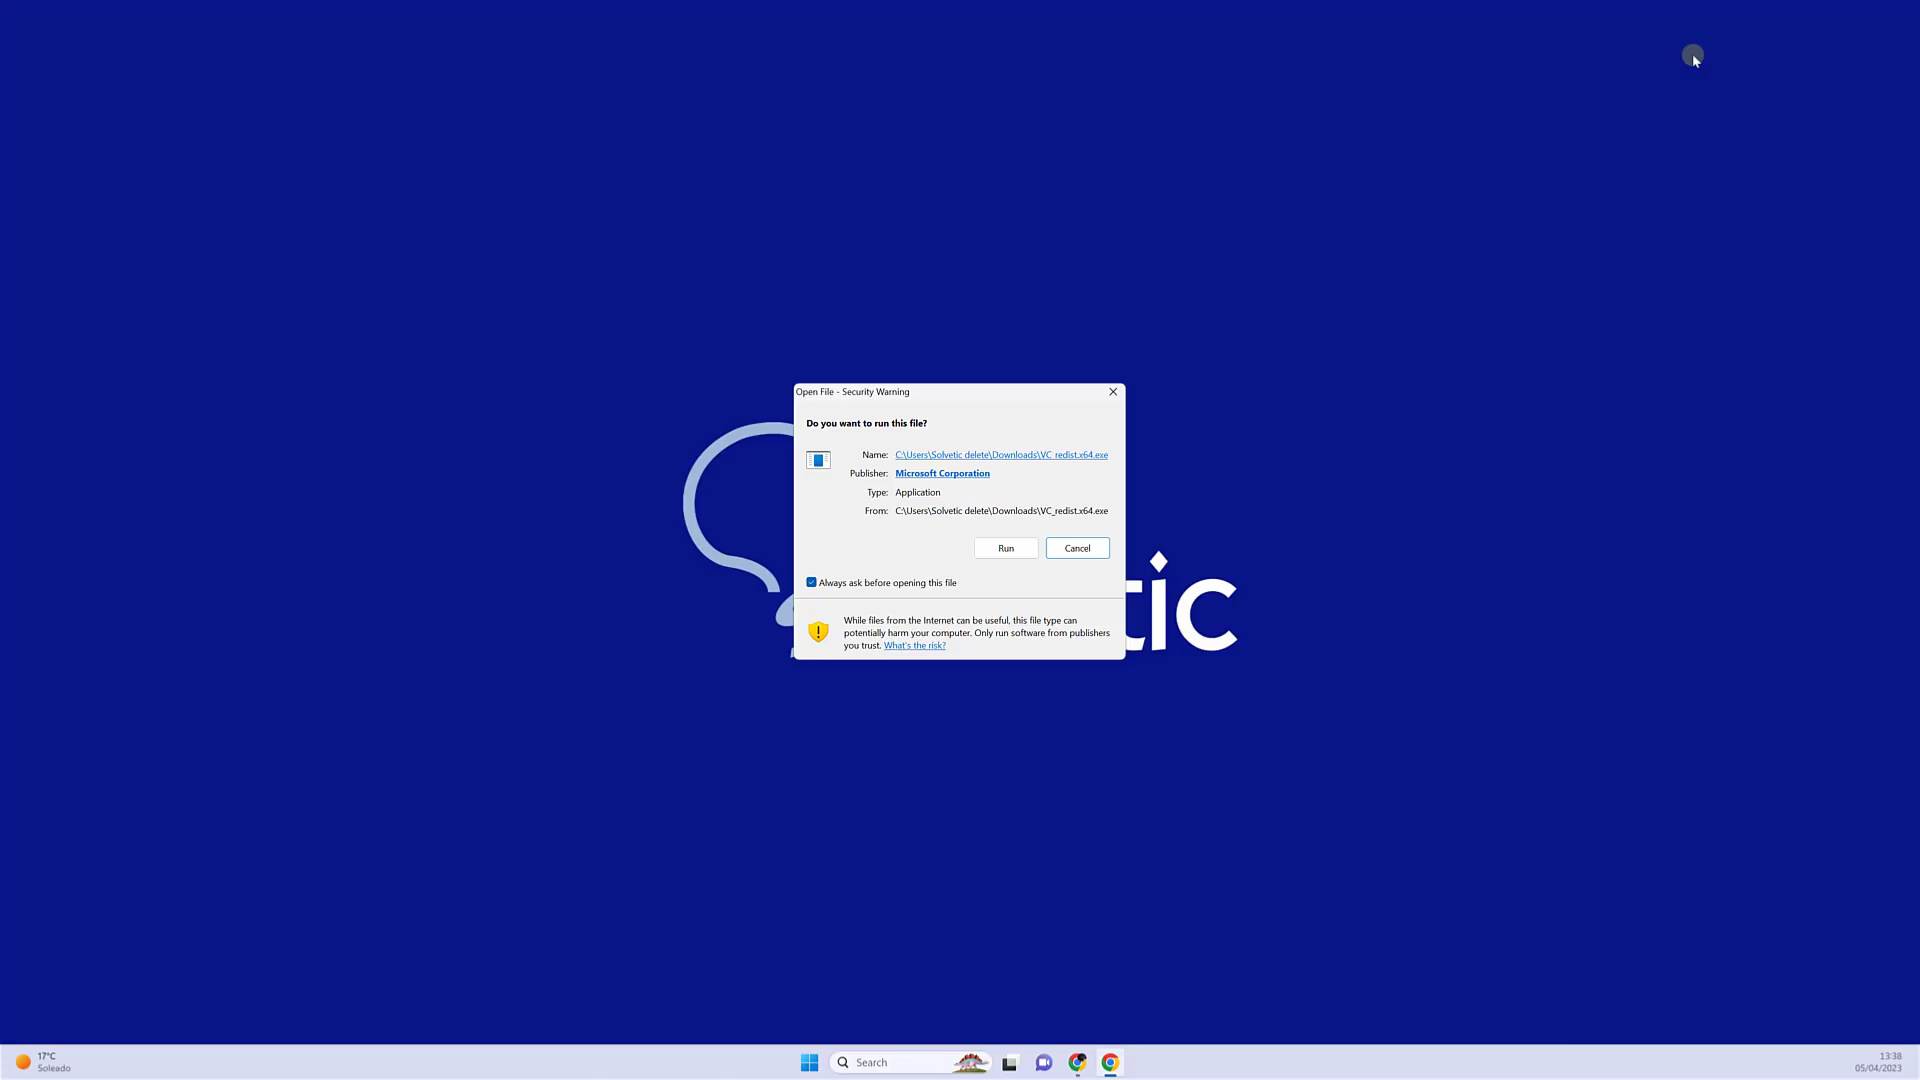 Open File - Security Warning
Do you want to run this file?
Name: C:\Users\Solvetic delete\Downloads\VC_redist.x64.exe
Publisher: Microsoft Corporation
Type: Application
From: C:\Users\Solvetic delete\Downloads\VC_redist.x64.exe
Run Cancel
Always ask before opening this file
While files from the Internet can be useful, this file type can
potentially harm your computer. Only run software from publishers
you trust. What's the risk?
tic
17°C
Soleado
Search
13:38
05/04/2023